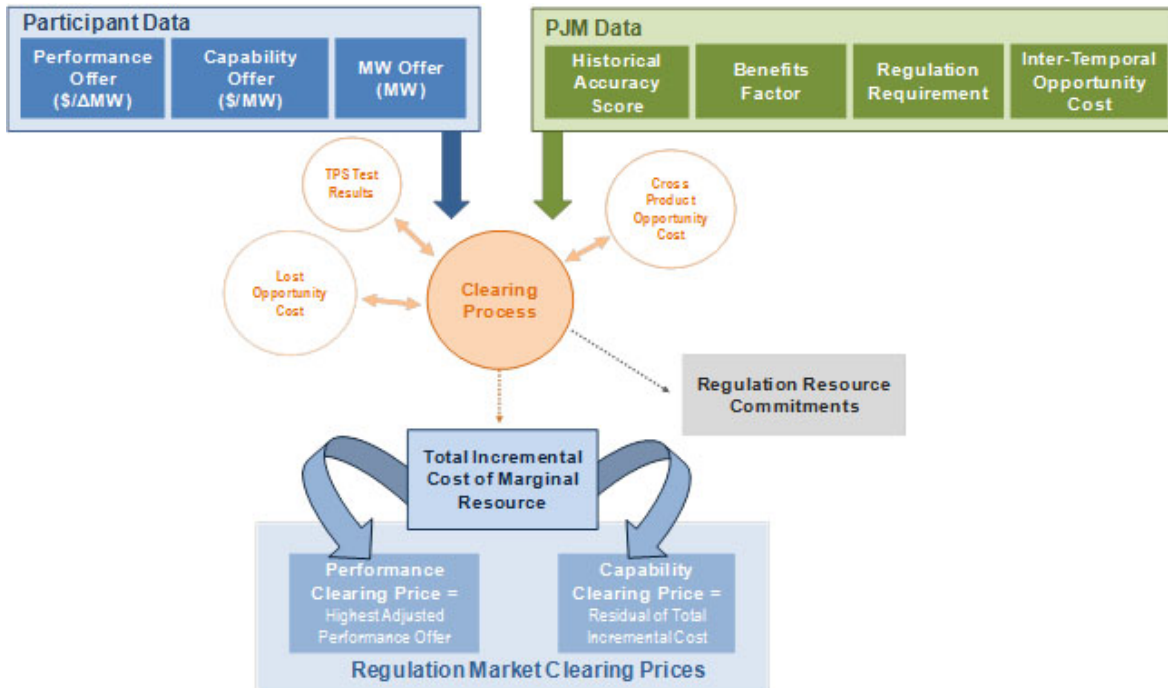 Participant Data
Performance
Offer
($/ΔMW)
Capability
Offer
($/MW)
MW Offer
(MW)
PJM Data
Historical
Accuracy
Score
Benefits
Factor
Regulation
Requirement
Inter-Temporal
Opportunity
Cost
TPS Test
Results
Cross
Product
Opportunity
Cost
Lost
Opportunity
Cost
Clearing
Process
Regulation Resource
Commitments
Total Incremental
Cost of Marginal
Resource
Performance
Clearing Price =
Highest Adjusted
Performance Offer
Capability
Clearing Price =
Residual of Total
Incremental Cost
Regulation Market Clearing Prices